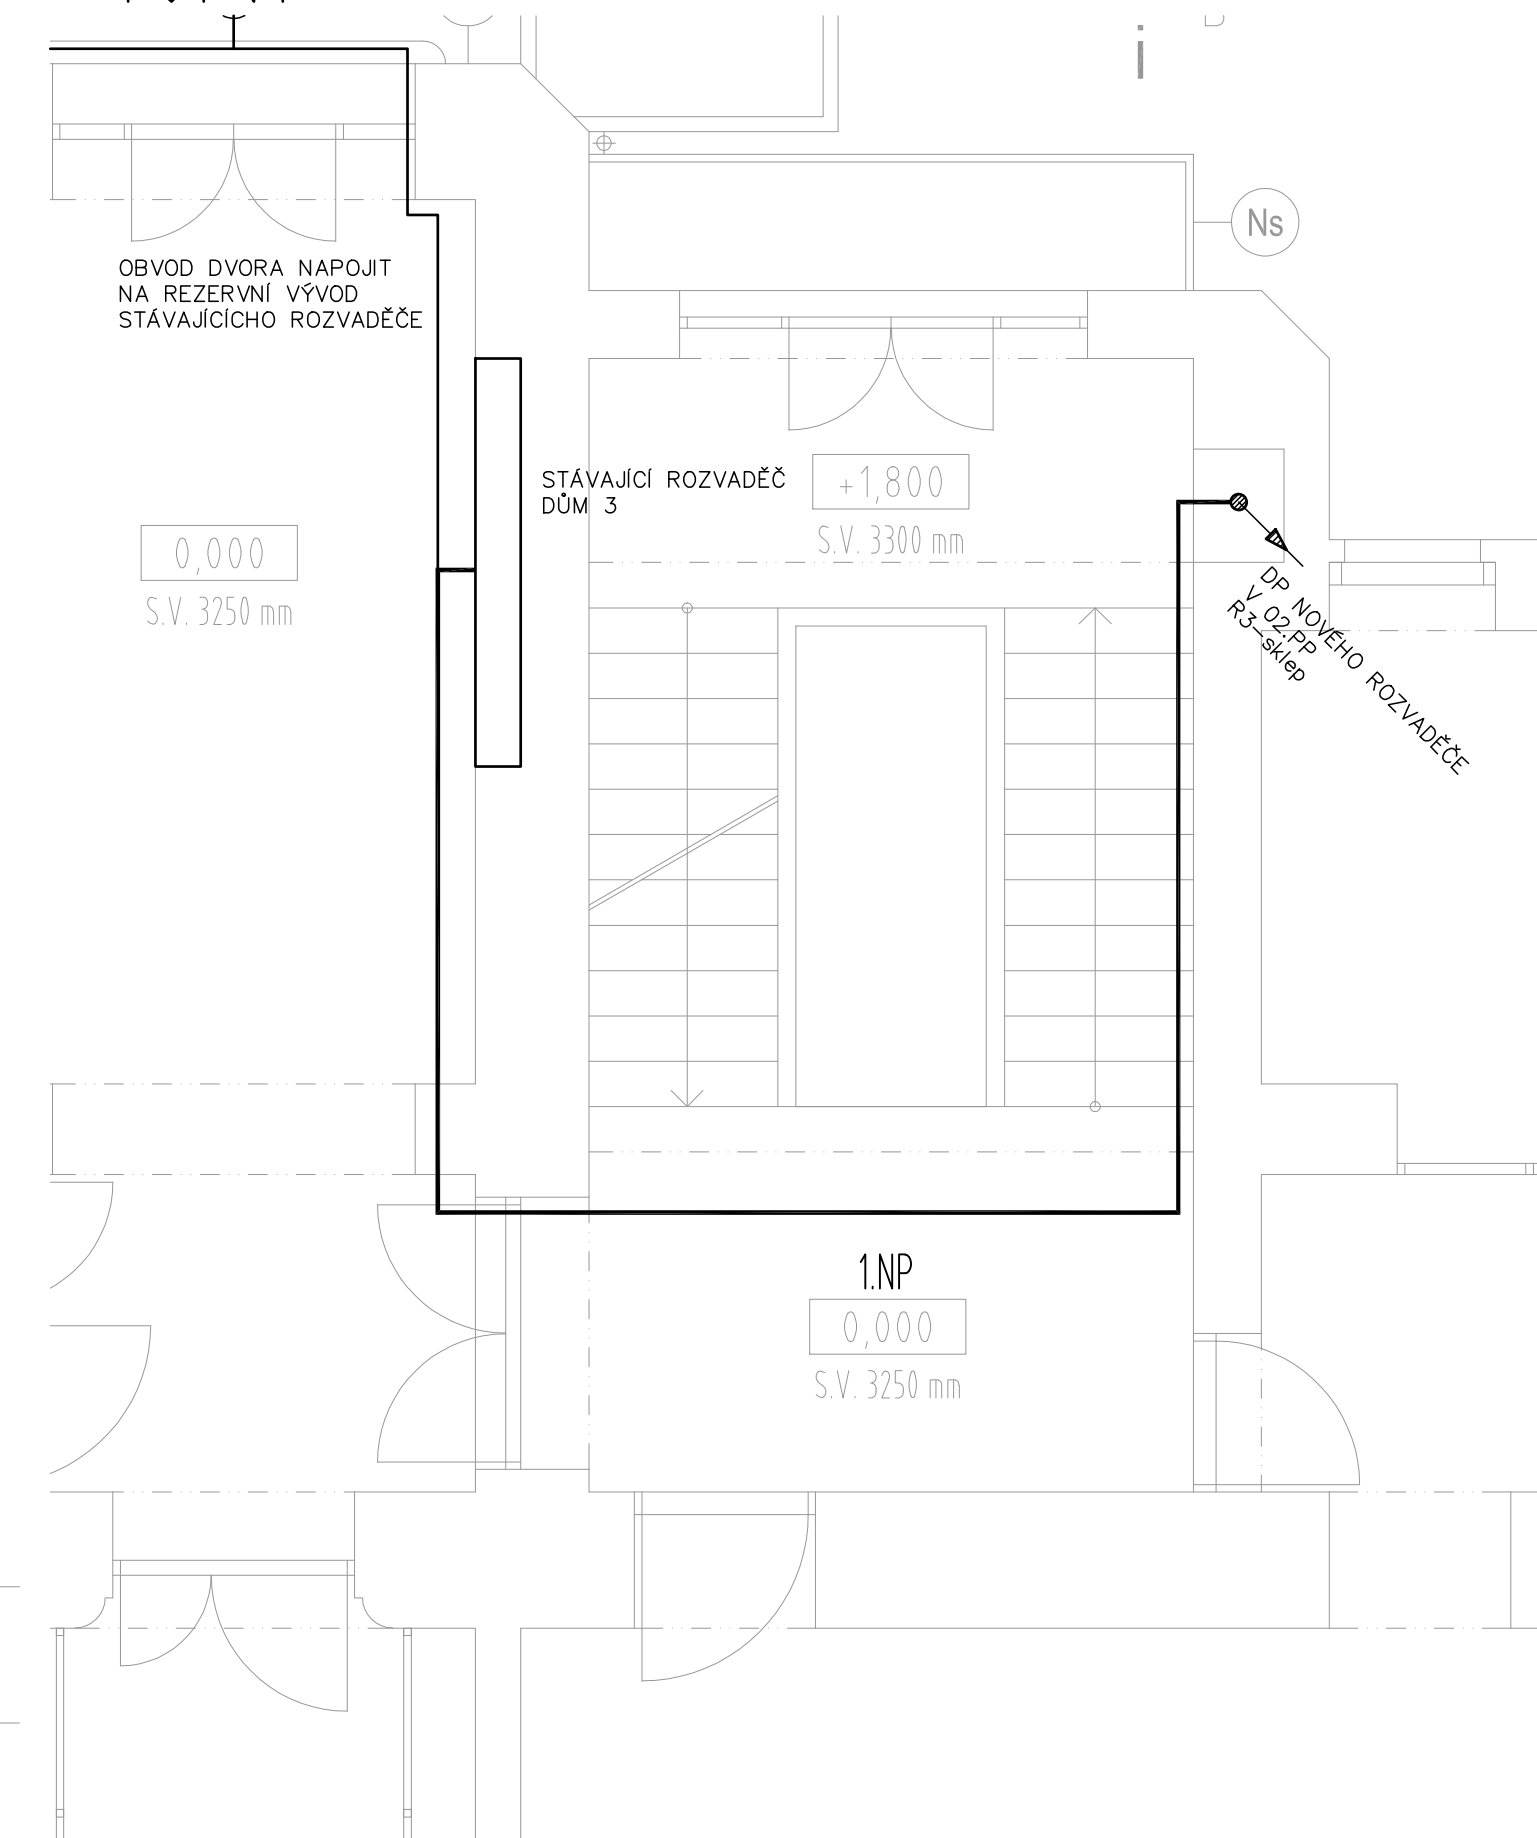 i
Ns
OBVOD DVORA NAPOJIT
NA REZERVNÍ VÝVOD
STÁVAJÍCÍCHO ROZVADĚČE
STÁVAJÍCÍ ROZVADĚČ
DŮM 3
+1,800
S.V. 3300 mm
0,000
S.V. 3250 mm
DP NOVÉHO ROZVADĚČE
V 02.PP
R3-sklep
1.NP
0,000
S.V. 3250 mm